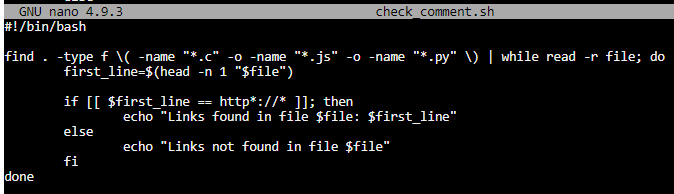 GNU nano 4.9.3 check_comment.sh
#!/bin/bash
find . -type f \( -name "*.c" -o -name "*.js" -o -name "*.py" \) | while read -r file; do
first_line=$(head -n 1 "$file")
if [[ $first_line == http*://* ]]; then
echo "Links found in file $file: $first_line"
else
echo "Links not found in file $file"
fi
done